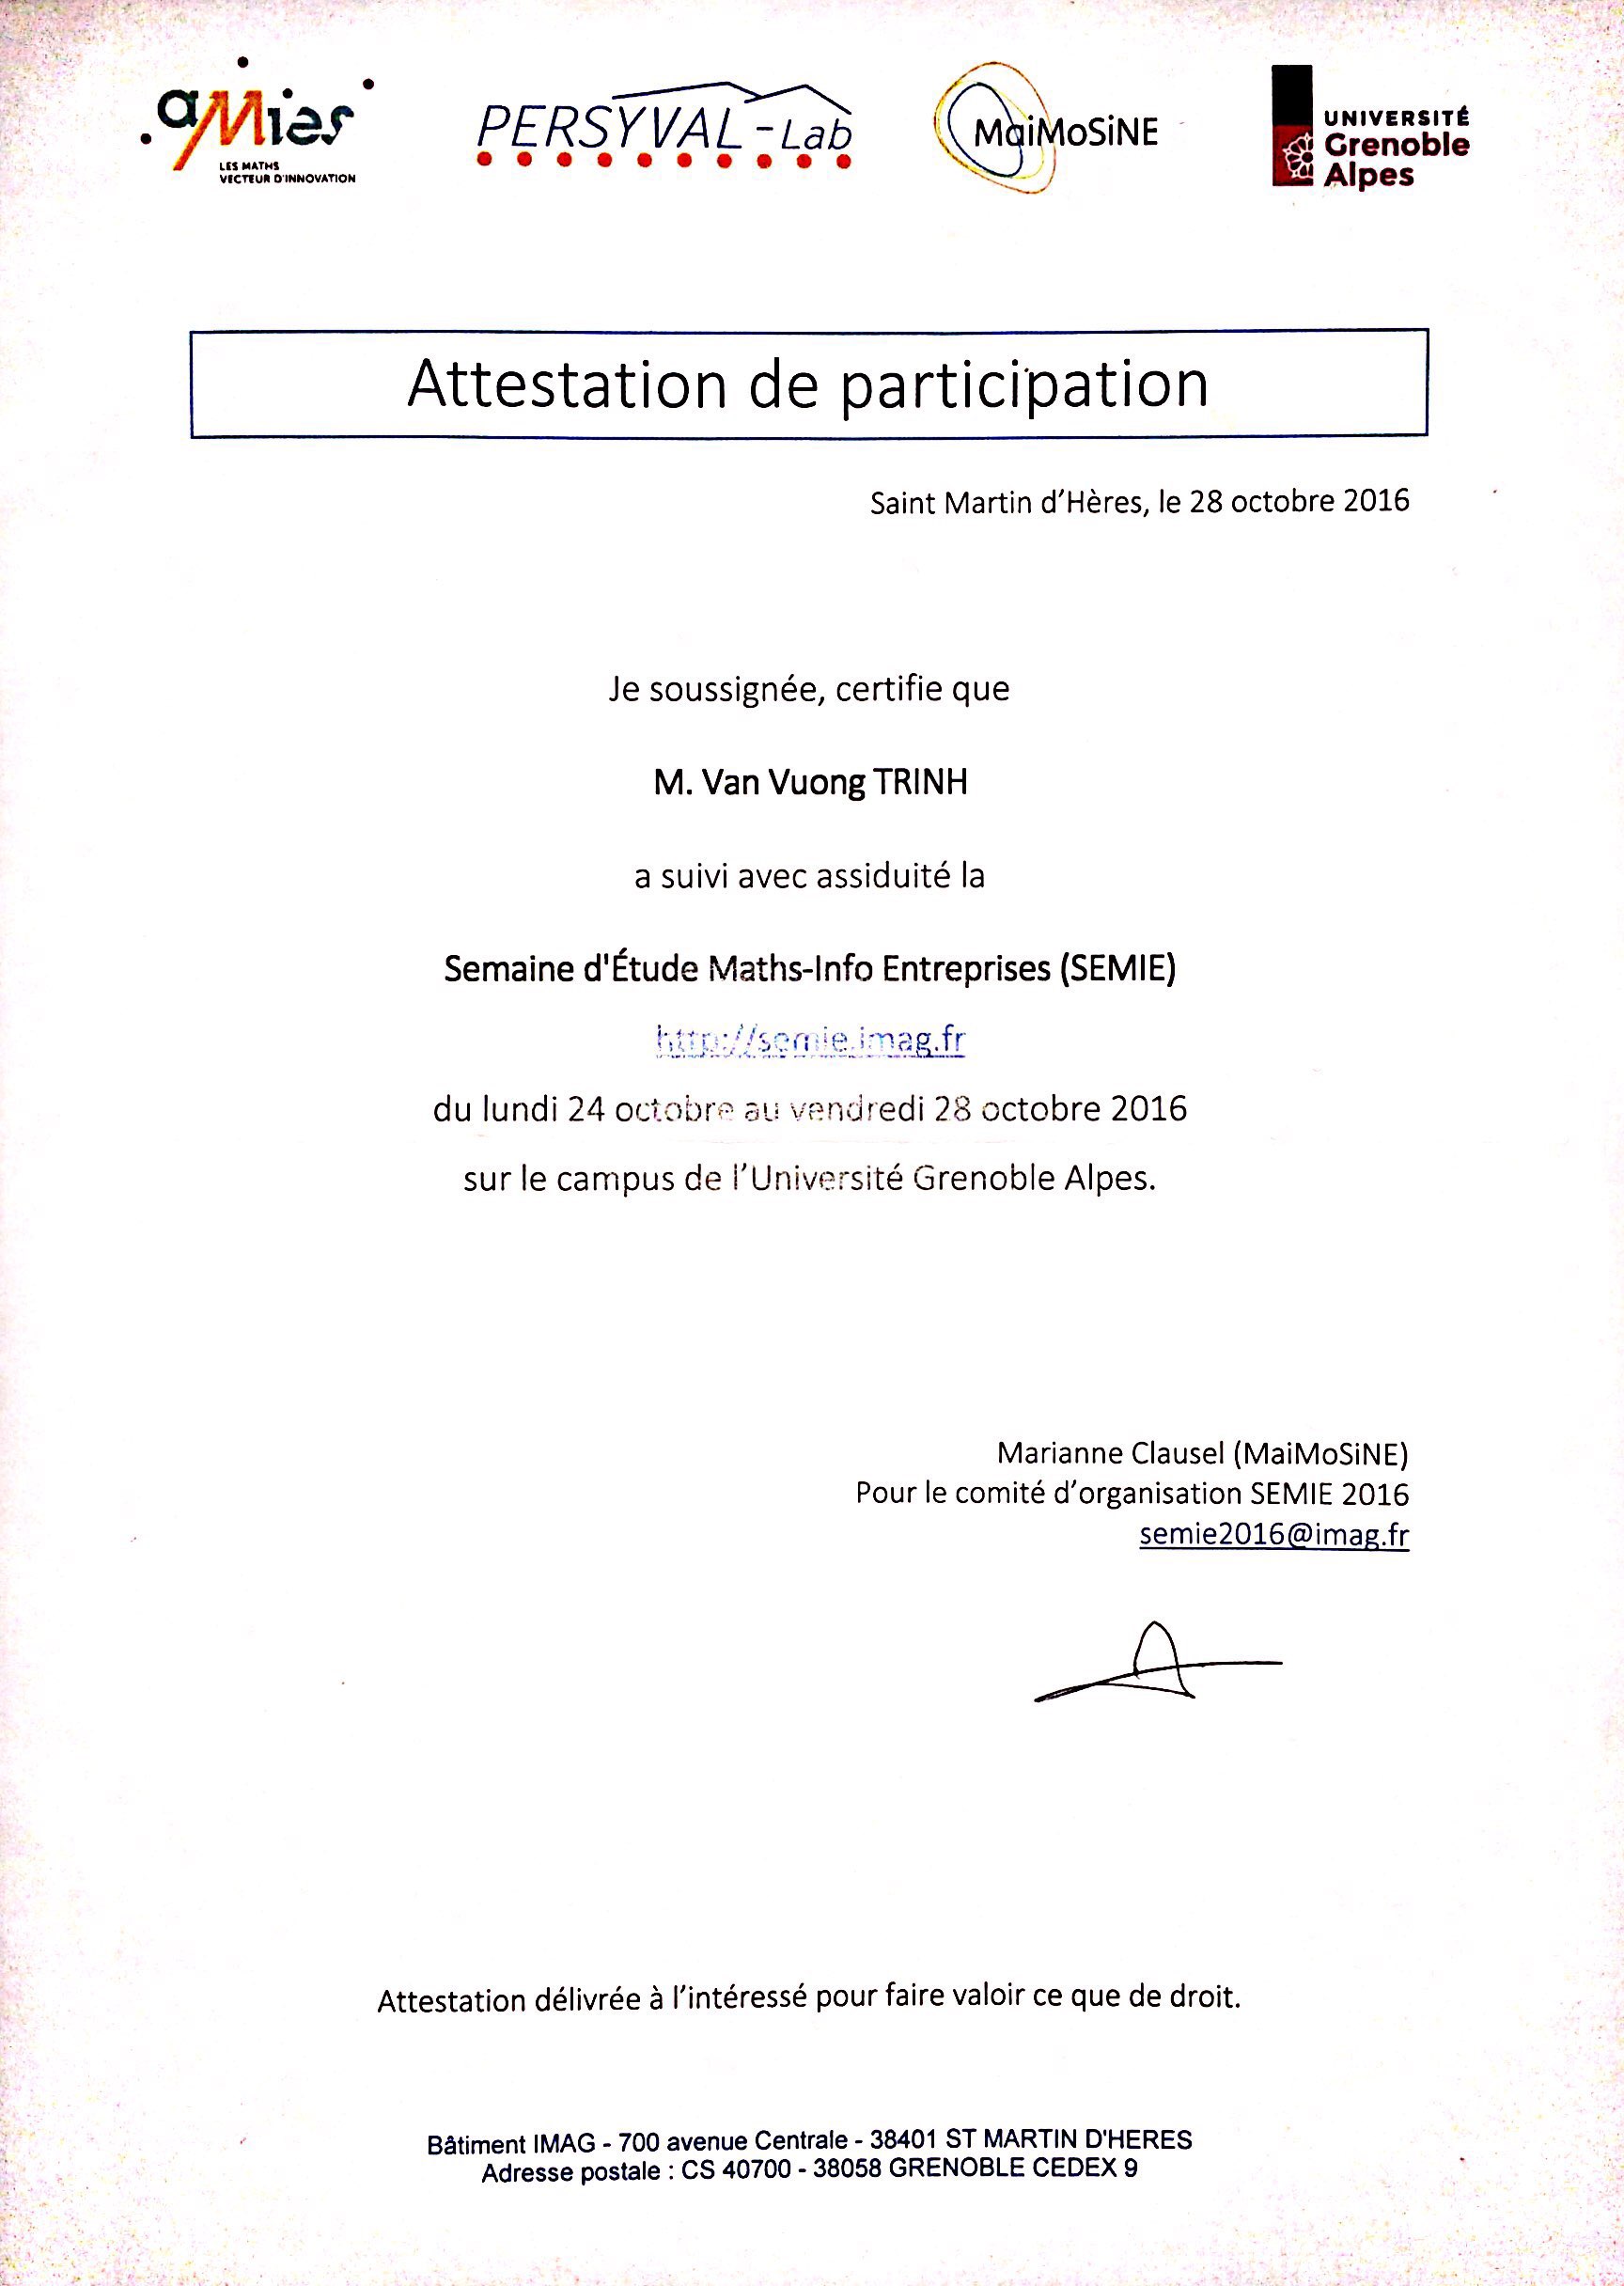 aMies
LES MATHS
VECTEUR D'INNOVATION
PERSYVAL-Lab
MaiMoSiNE
UNIVERSITÉ
Grenoble
Alpes
Attestation de participation
Saint Martin d'Hères, le 28 octobre 2016
Je soussignée, certifie que
M. Van Vuong TRINH
a suivi avec assiduité la
Semaine d'Étude Maths-Info Entreprises (SEMIE)
http://semie.imag.fr
du lundi 24 octobre au vendredi 28 octobre 2016
sur le campus de l'Université Grenoble Alpes.
Marianne Clausel (MaiMoSiNE)
Pour le comité d'organisation SEMIE 2016
semie2016@imag.fr
Attestation délivrée à l'intéressé pour faire valoir ce que de droit.
Bâtiment IMAG - 700 avenue Centrale - 38401 ST MARTIN D'HERES
Adresse postale : CS 40700 - 38058 GRENOBLE CEDEX 9